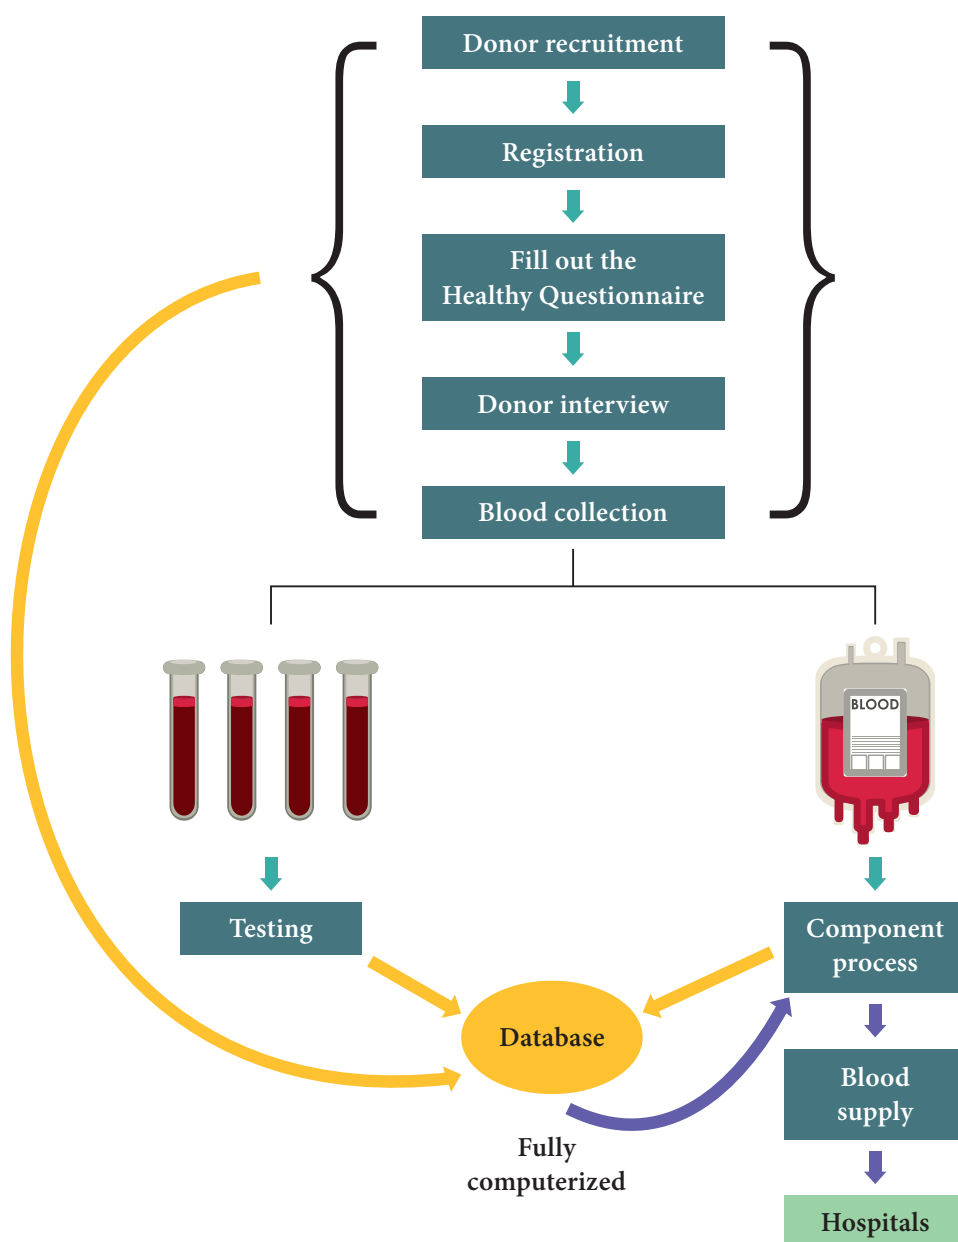 Donor recruitment
Registration
Fill out the
Healthy Questionnaire
Donor interview
Blood collection
BLOOD
Testing
Component
process
Database
Blood
supply
Fully
computerized
Hospitals